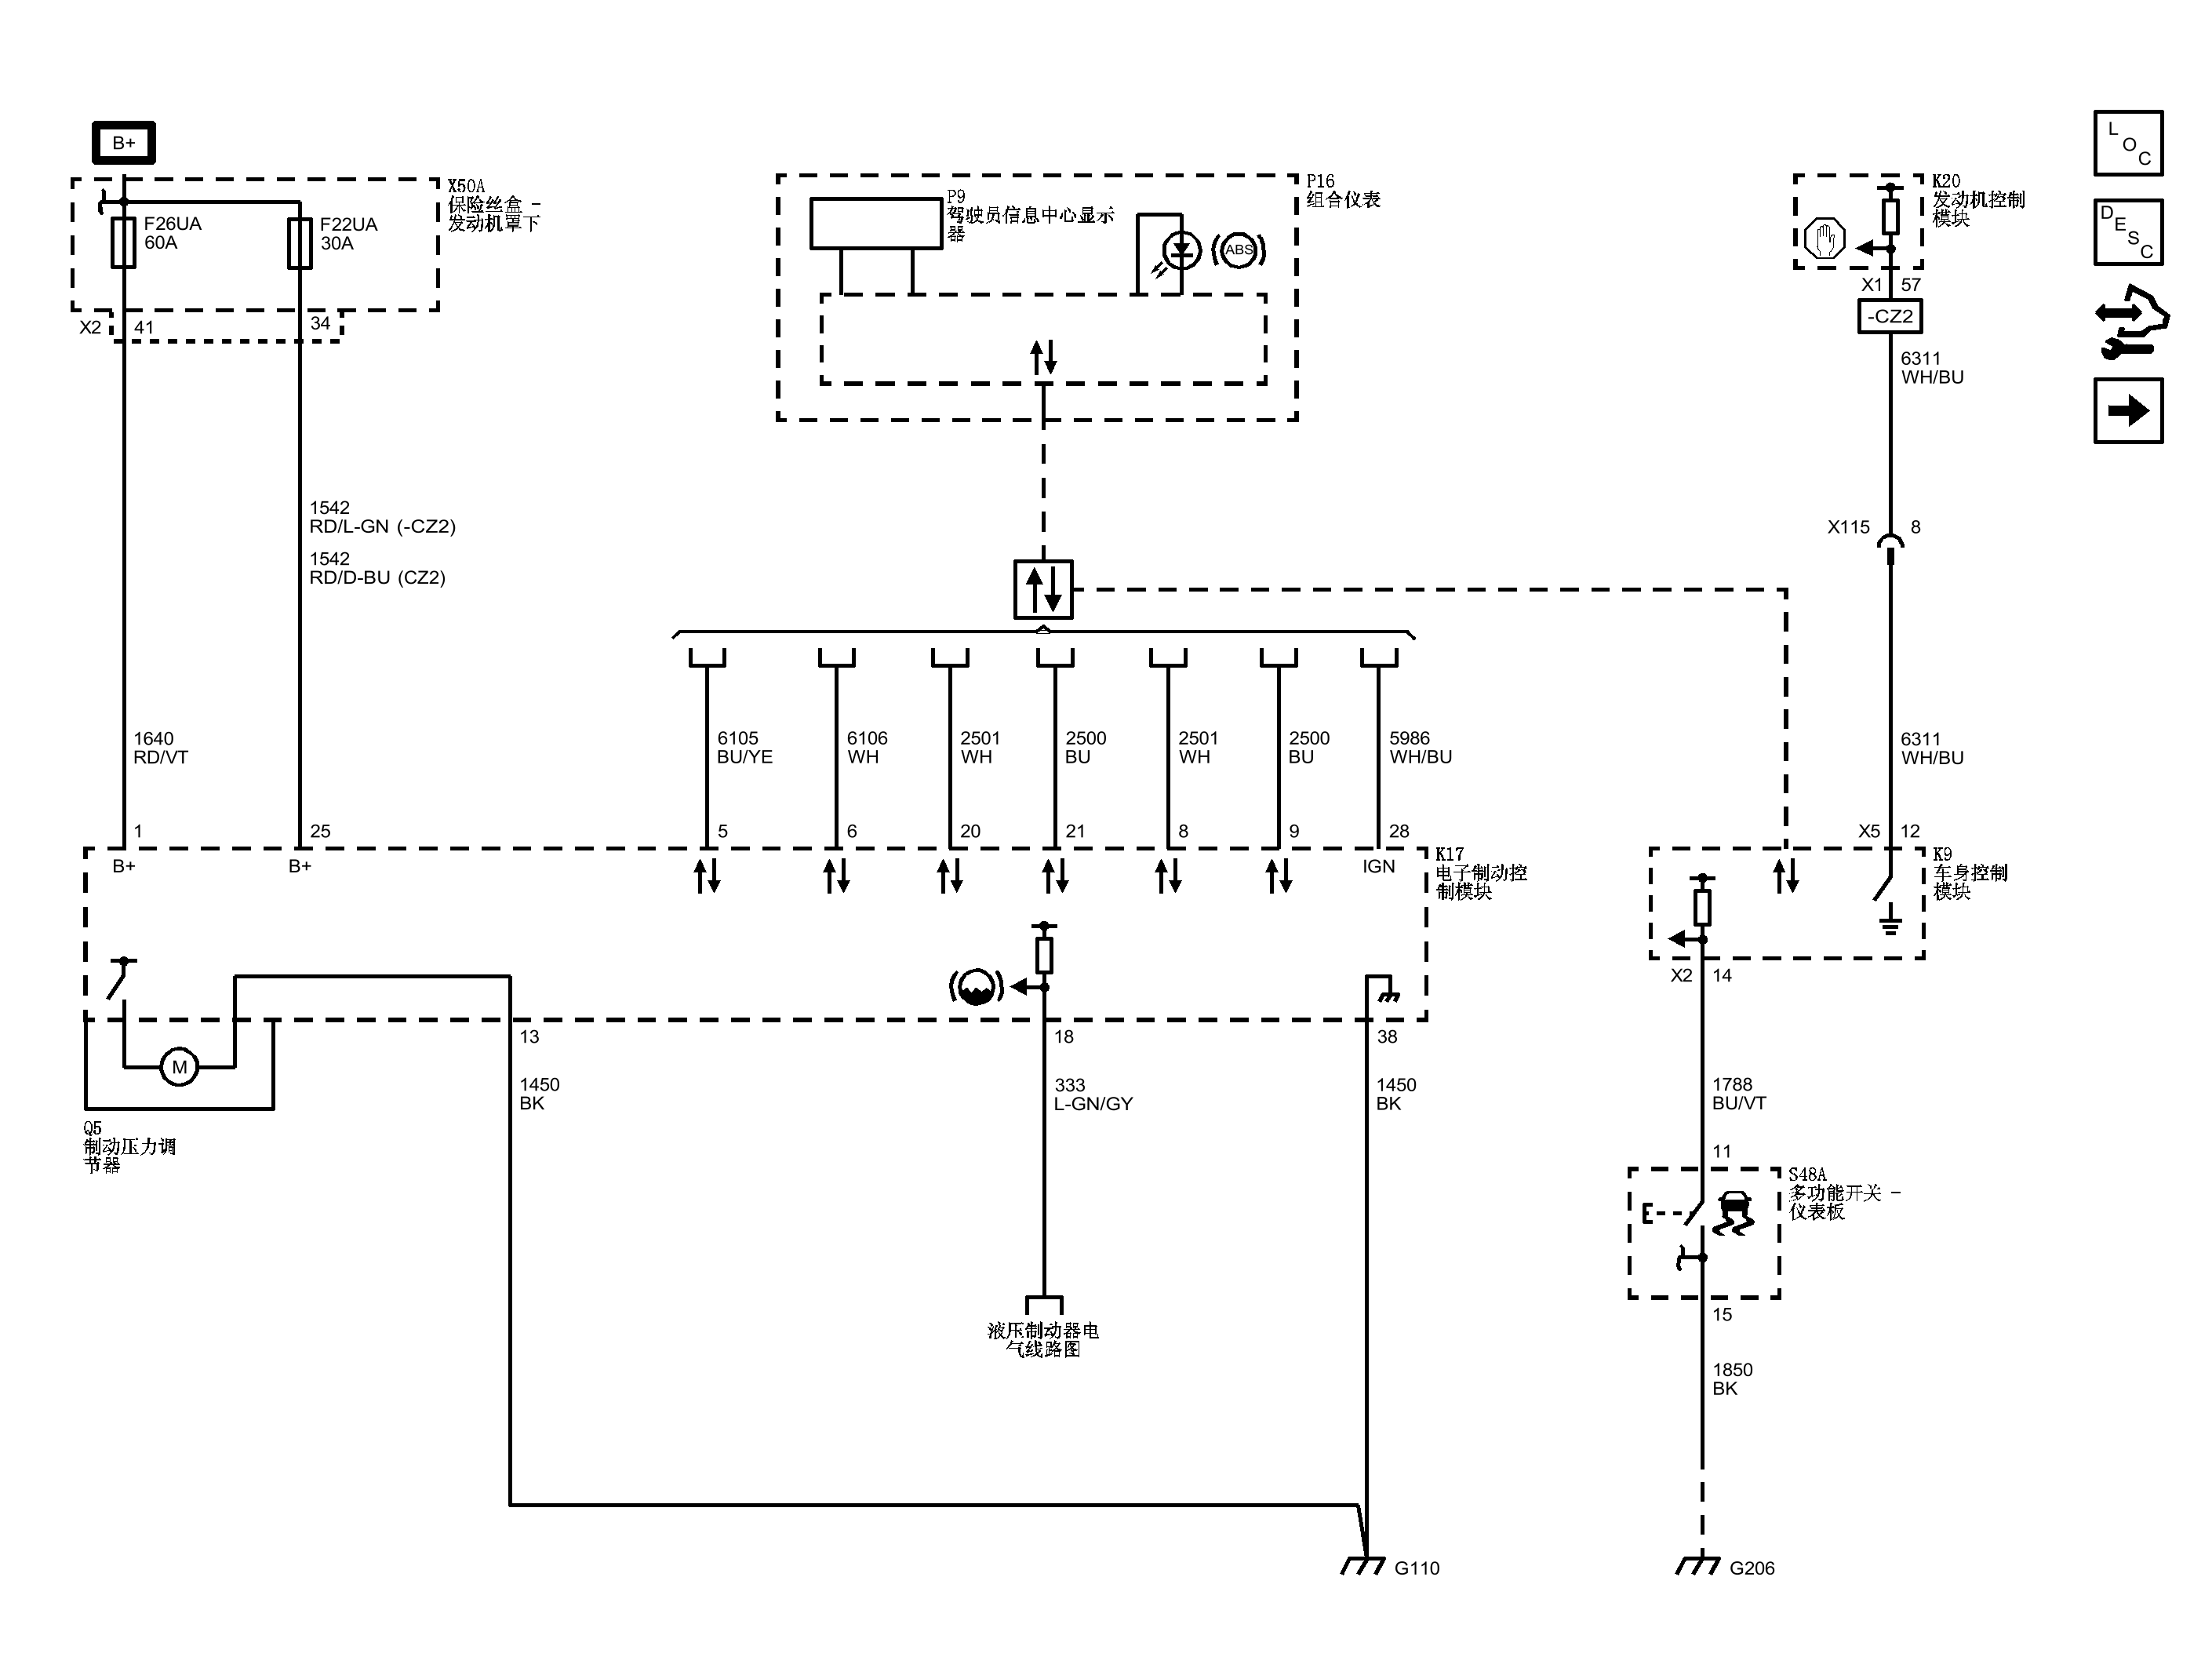 B+
X50A
保险丝盒 -
发动机罩下
F26UA
60A
F22UA
30A
X2
41
34
P16
组合仪表
P9
驾驶员信息中心显示
器
ABS
K20
发动机控制
模块
X1
57
-CZ2
6311
WH/BU
L
O
C
D
E
S
C
1542
RD/L-GN (-CZ2)
1542
RD/D-BU (CZ2)
X115
8
1640
RD/VT
6105
BU/YE
6106
WH
2501
WH
2500
BU
2501
WH
2500
BU
5986
WH/BU
6311
WH/BU
1
25
5
6
20
21
8
9
28
X5
12
B+
B+
IGN
K17
电子制动控
制模块
K9
车身控制
模块
X2
14
13
18
38
M
1450
BK
333
L-GN/GY
1450
BK
1788
BU/VT
Q5
制动压力调
节器
11
S48A
多功能开关 -
仪表板
15
液压制动器电
气线路图
1850
BK
G110
G206